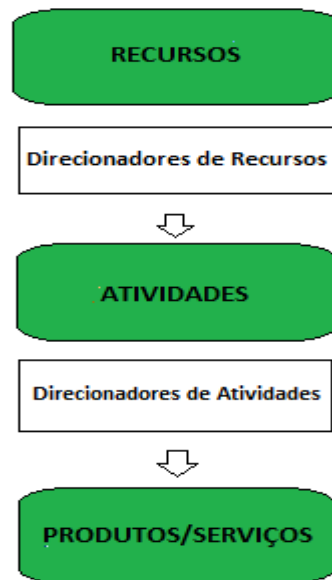 RECURSOS
Direcionadores de Recursos
ATIVIDADES
Direcionadores de Atividades
PRODUTOS/SERVIÇOS